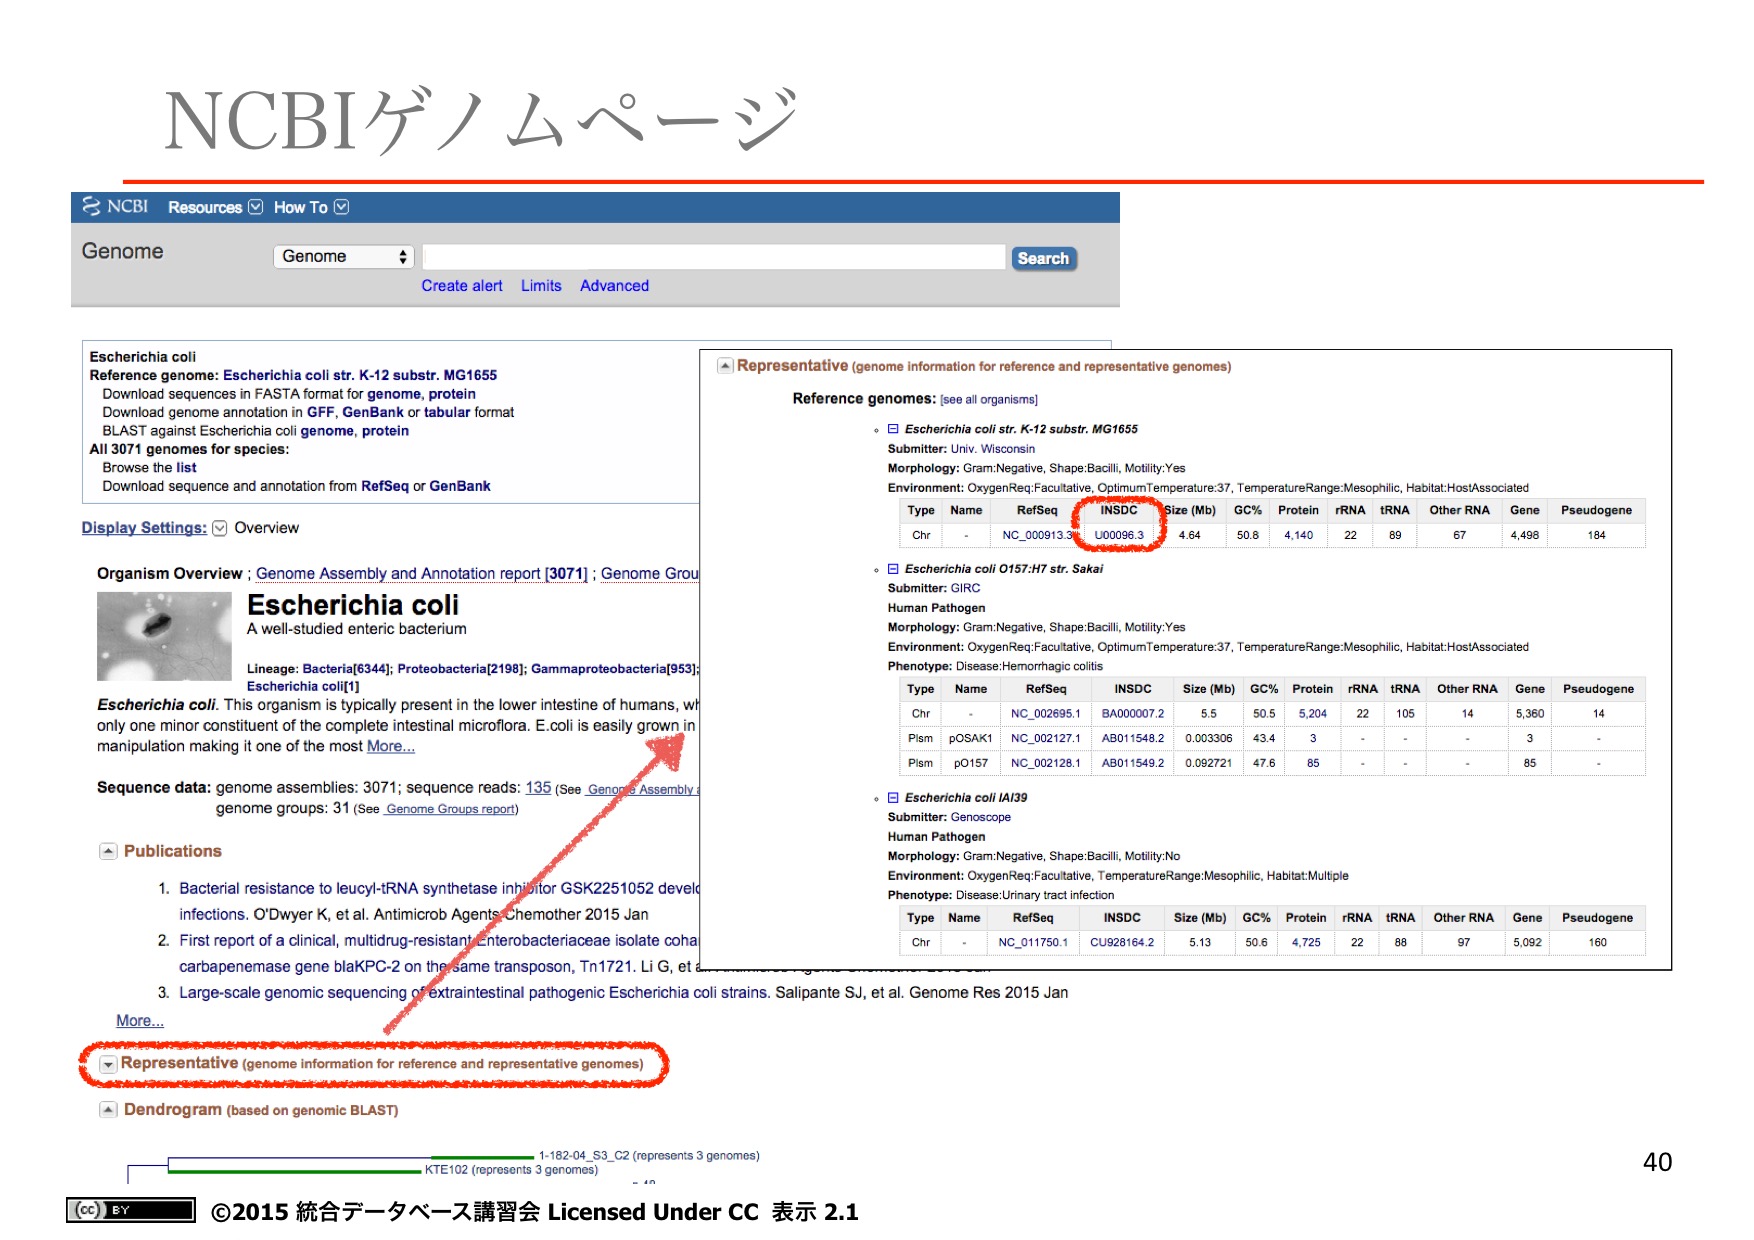 NCBIゲノムページ
NCBI Resources How To
Genome Genome Search
Create alert Limits Advanced
Escherichia coli
Reference genome: Escherichia coli str. K-12 substr. MG1655
Download sequences in FASTA format for genome, protein
Download genome annotation in GFF, GenBank or tabular format
BLAST against Escherichia coli genome, protein
All 3071 genomes for species:
Browse the list
Download sequence and annotation from RefSeq or GenBank
Display Settings: Overview
Organism Overview ; Genome Assembly and Annotation report [3071] ; Genome Grou
Escherichia coli
A well-studied enteric bacterium
Lineage: Bacteria[6344]; Proteobacteria[2198]; Gammaproteobacteria[953];
Escherichia coli[1]
Escherichia coli. This organism is typically present in the lower intestine of humans, wh
only one minor constituent of the complete intestinal microflora. E.coli is easily grown in
manipulation making it one of the most More...
Sequence data: genome assemblies: 3071; sequence reads: 135 (See Genome Assembly a
genome groups: 31 (See Genome Groups report)
Publications
1. Bacterial resistance to leucyl-tRNA synthetase inhibitor GSK2251052 develo
infections. O'Dwyer K, et al. Antimicrob Agents Chemother 2015 Jan
2. First report of a clinical, multidrug-resistant Enterobacteriaceae isolate coha
carbapenemase gene blaKPC-2 on the same transposon, Tn1721. Li G, et a
3. Large-scale genomic sequencing of extraintestinal pathogenic Escherichia coli strains. Salipante SJ, et al. Genome Res 2015 Jan
More...
Representative (genome information for reference and representative genomes)
Dendrogram (based on genomic BLAST)
1-182-04_S3_C2 (represents 3 genomes)
KTE102 (represents 3 genomes)
Representative (genome information for reference and representative genomes)
Reference genomes: [see all organisms]
Escherichia coli str. K-12 substr. MG1655
Submitter: Univ. Wisconsin
Morphology: Gram:Negative, Shape:Bacilli, Motility:Yes
Environment: OxygenReq:Facultative, OptimumTemperature:37, TemperatureRange:Mesophilic, Habitat:HostAssociated
Type Name RefSeq INSDC Size (Mb) GC% Protein rRNA tRNA Other RNA Gene Pseudogene
Chr - NC_000913.3 U00096.3 4.64 50.8 4,140 22 89 67 4,498 184
Escherichia coli O157:H7 str. Sakai
Submitter: GIRC
Human Pathogen
Morphology: Gram:Negative, Shape:Bacilli, Motility:Yes
Environment: OxygenReq:Facultative, OptimumTemperature:37, TemperatureRange:Mesophilic, Habitat:HostAssociated
Phenotype: Disease:Hemorrhagic colitis
Type Name RefSeq INSDC Size (Mb) GC% Protein rRNA tRNA Other RNA Gene Pseudogene
Chr - NC_002695.1 BA000007.2 5.5 50.5 5,204 22 105 14 5,360 14
Plsm pOSAK1 NC_002127.1 AB011548.2 0.003306 43.4 3 - - - 3 -
Plsm pO157 NC_002128.1 AB011549.2 0.092721 47.6 85 - - - 85 -
Escherichia coli IAI39
Submitter: Genoscope
Human Pathogen
Morphology: Gram:Negative, Shape:Bacilli, Motility:No
Environment: OxygenReq:Facultative, TemperatureRange:Mesophilic, Habitat:Multiple
Phenotype: Disease:Urinary tract infection
Type Name RefSeq INSDC Size (Mb) GC% Protein rRNA tRNA Other RNA Gene Pseudogene
Chr - NC_011750.1 CU928164.2 5.13 50.6 4,725 22 88 97 5,092 160
40
(cc) BY ©2015 統合データベース講習会 Licensed Under CC 表示 2.1